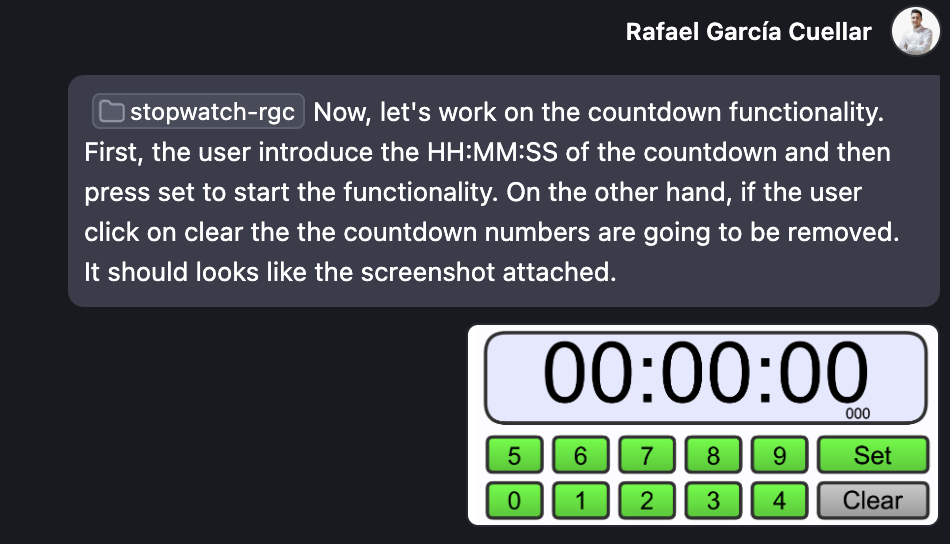 Rafael García Cuellar
stopwatch-rgc Now, let's work on the countdown functionality.
First, the user introduce the HH:MM:SS of the countdown and then
press set to start the functionality. On the other hand, if the user
click on clear the the countdown numbers are going to be removed.
It should looks like the screenshot attached.
00:00:00
000
5 6 7 8 9 Set
0 1 2 3 4 Clear